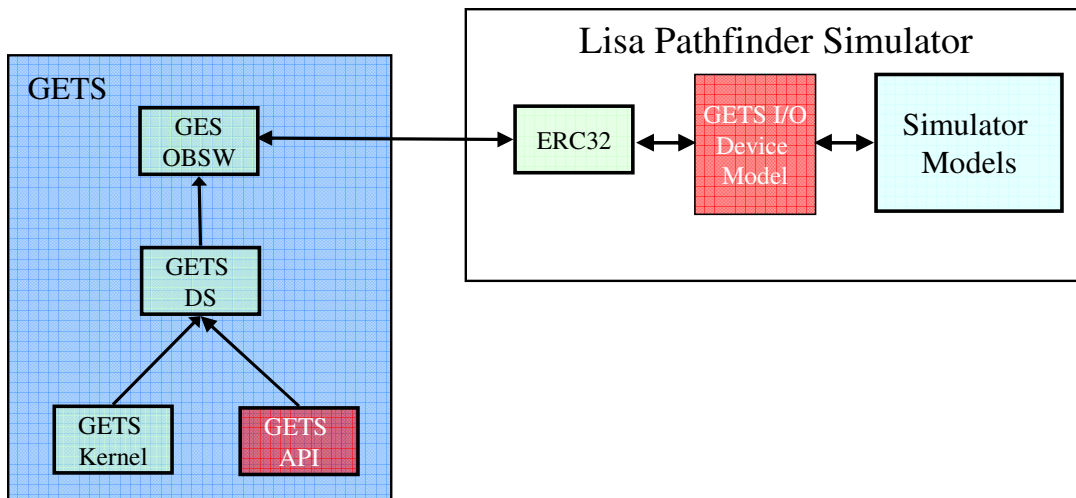 Lisa Pathfinder Simulator
GETS
GES
OBSW
ERC32
GETS I/O
Device
Model
Simulator
Models
GETS
DS
GETS
Kernel
GETS
API